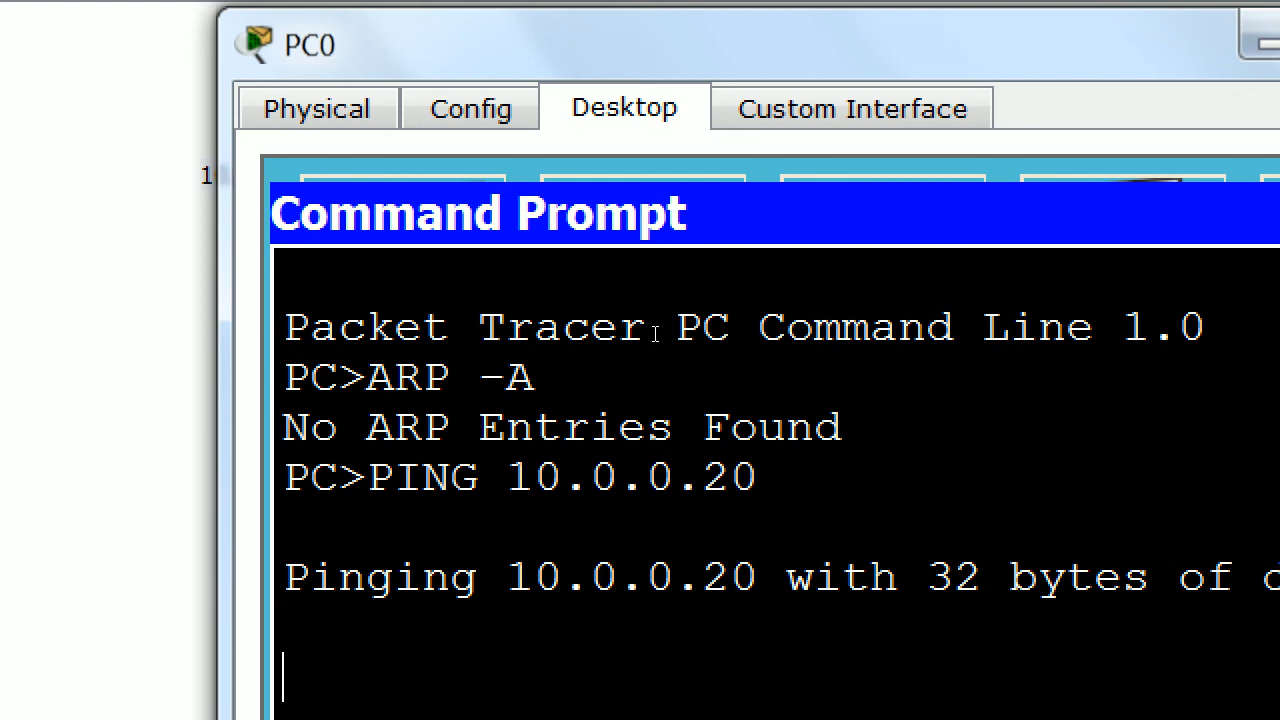 PC0
Physical Config Desktop Custom Interface
1
Command Prompt
Packet Tracer PC Command Line 1.0
PC>ARP -A
No ARP Entries Found
PC>PING 10.0.0.20
Pinging 10.0.0.20 with 32 bytes of